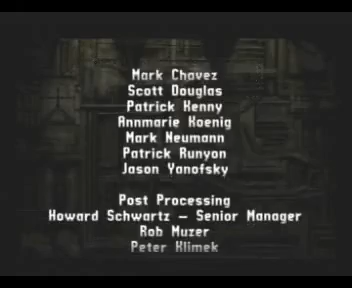 Mark Chavez
Scott Douglas
Patrick Kenny
Annmarie Koenig
Mark Neumann
Patrick Runyon
Jason Yanofsky
Post Processing
Howard Schwartz – Senior Manager
Rob Muzer
Peter Klimek